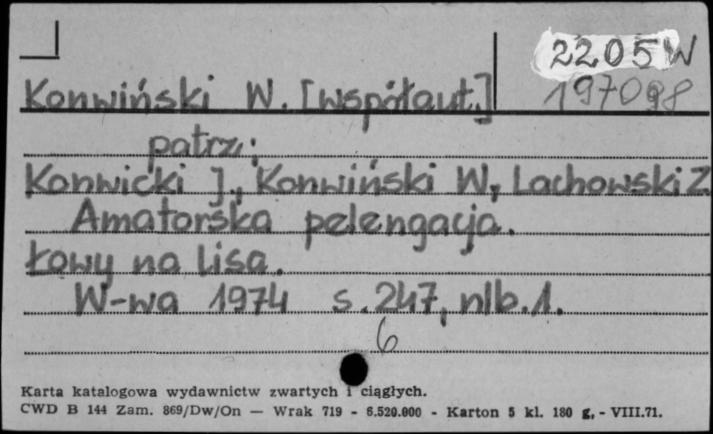 2205 W
197098
Konwiński W. [współaut.]
patrz:
Konwicki J., Konwiński W., Lachowski Z
Amatorska pelengacja.
Łowy na lisa.
W-wa 1974 s. 247, nlb. 1.
6
Karta katalogowa wydawnictw zwartych i ciągłych.
CWD B 144 Zam. 869/Dw/On — Wrak 719 - 6.520.000 - Karton 5 kl. 180 g, - VIII.71.